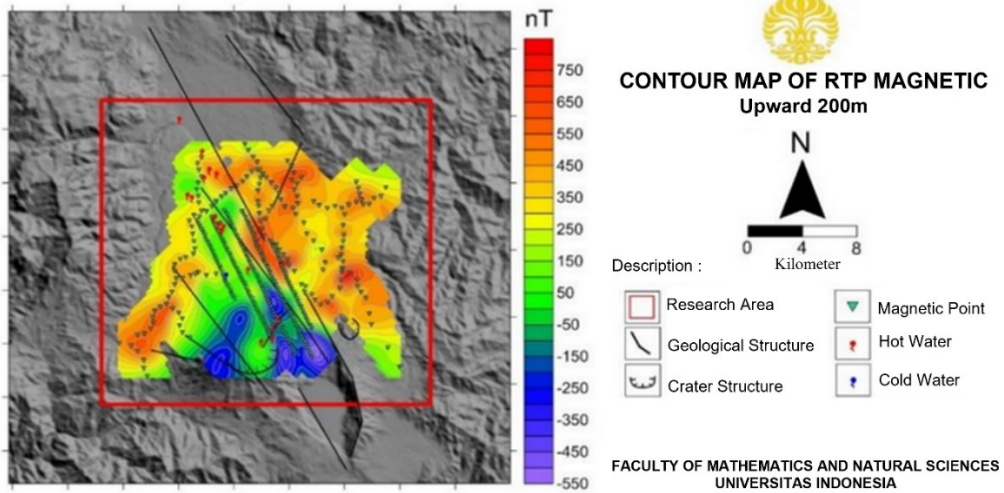 nT
750
650
550
450
350
250
150
50
-50
-150
-250
-350
-450
-550
CONTOUR MAP OF RTP MAGNETIC
Upward 200m
N
0 4 8
Kilometer
Description :
Research Area
Geological Structure
Crater Structure
Magnetic Point
Hot Water
Cold Water
FACULTY OF MATHEMATICS AND NATURAL SCIENCES
UNIVERSITAS INDONESIA